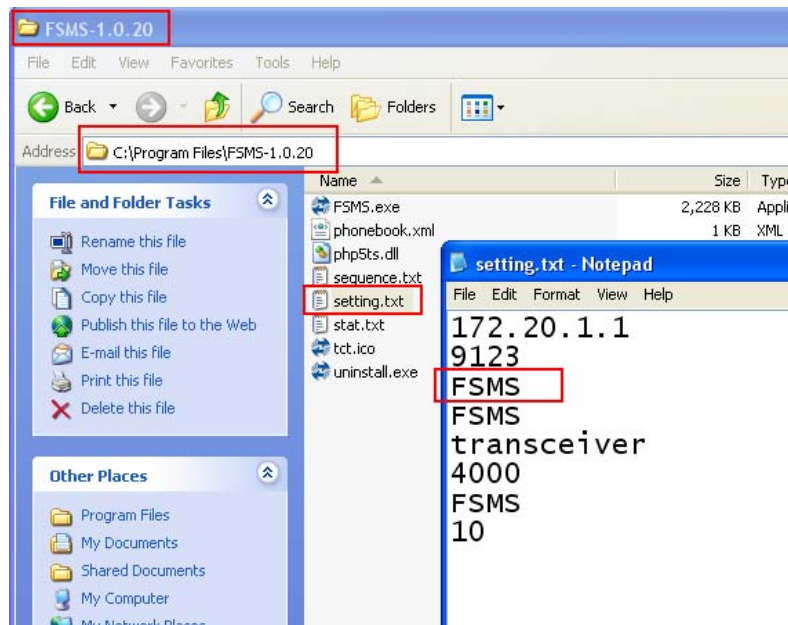 FSMS-1.0.20
File Edit View Favorites Tools Help
Back Search Folders
Address C:\Program Files\FSMS-1.0.20
File and Folder Tasks
Rename this file
Move this file
Copy this file
Publish this file to the Web
E-mail this file
Print this file
Delete this file
Other Places
Program Files
My Documents
Shared Documents
My Computer
My Network Places
Name Size Type
FSMS.exe 2,228 KB Appli
phonebook.xml 1 KB XML
php5ts.dll
sequence.txt
setting.txt
stat.txt
tct.ico
uninstall.exe
setting.txt - Notepad
File Edit Format View Help
172.20.1.1
9123
FSMS
FSMS
transceiver
4000
FSMS
10